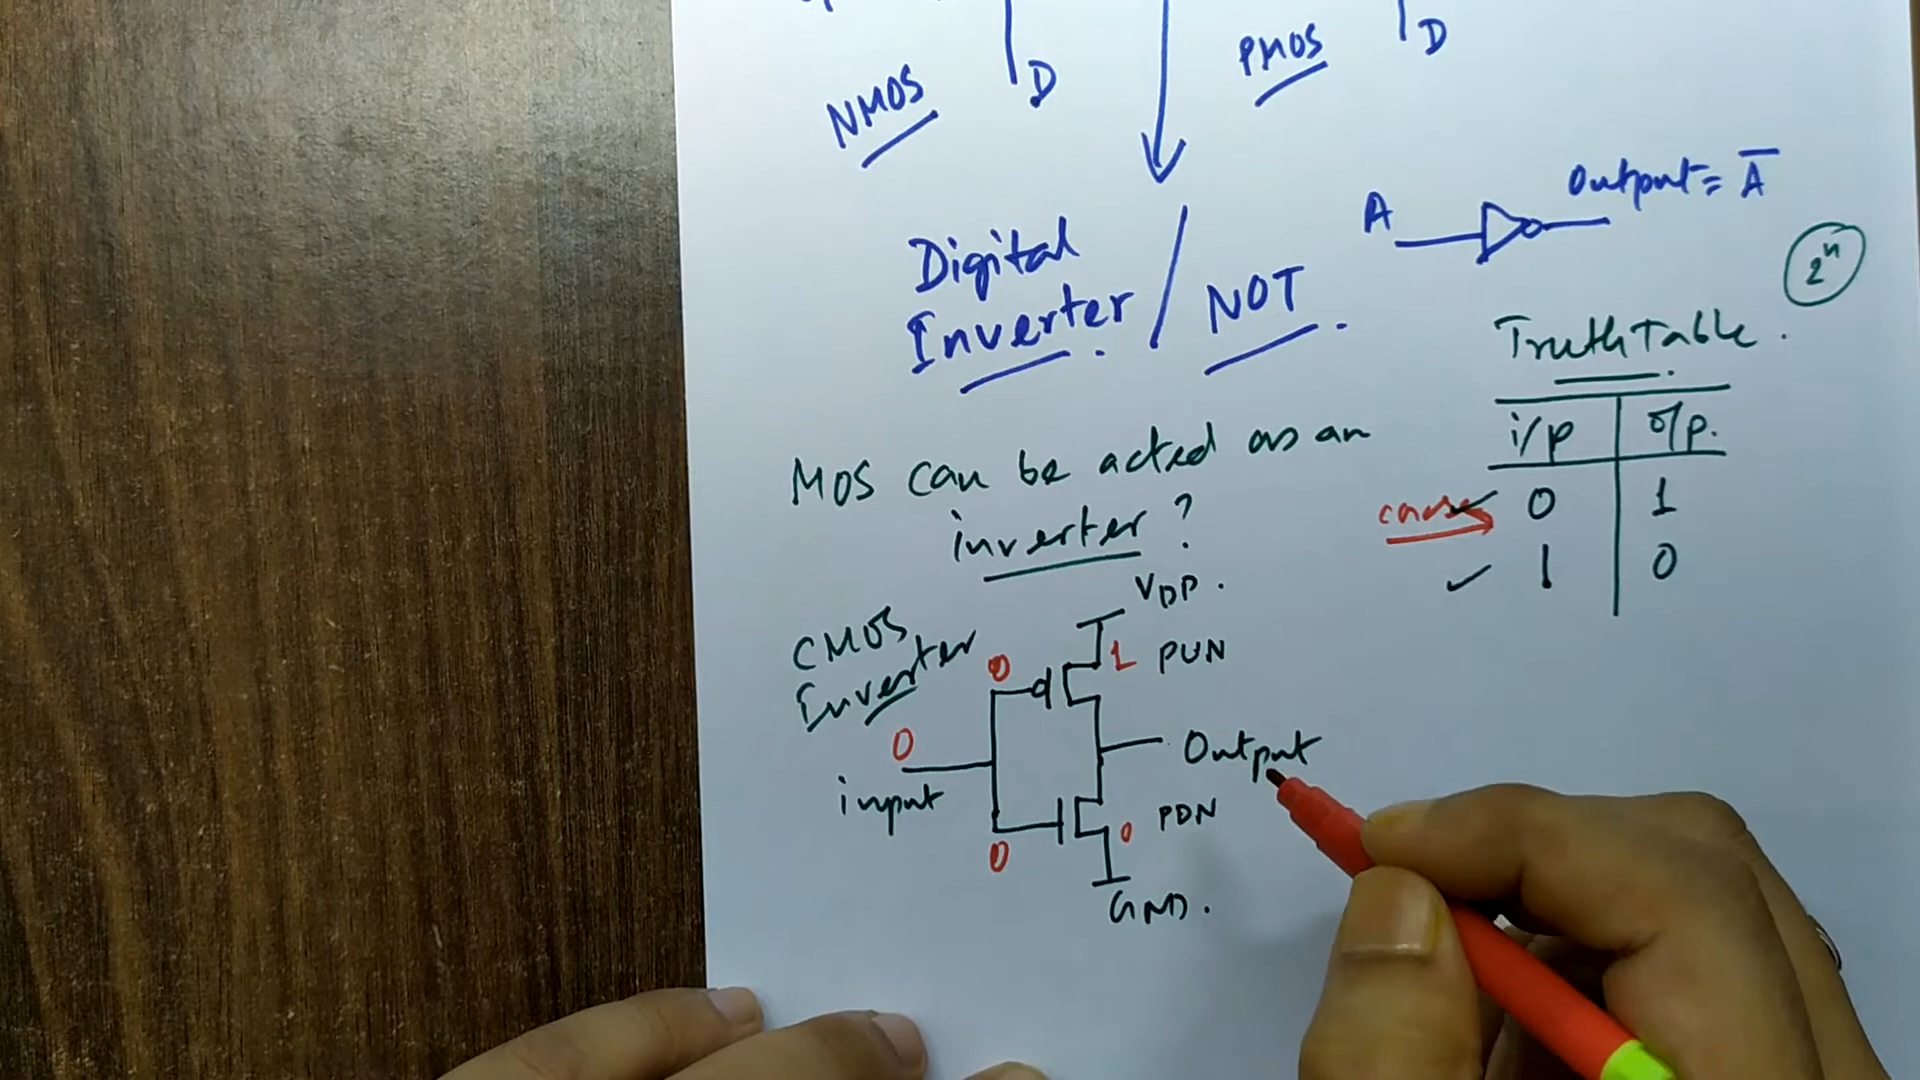 NMOS
D
PMOS
D
Digital
Inverter / NOT.
A
Output = A̅
2ⁿ
Truth Table.
i/p o/p.
case 0 1
1 0
MOS can be acted as an
inverter?
CMOS
Inverter
VDD.
0
1
PUN
0
input
Output
PDN
0
0
GND.